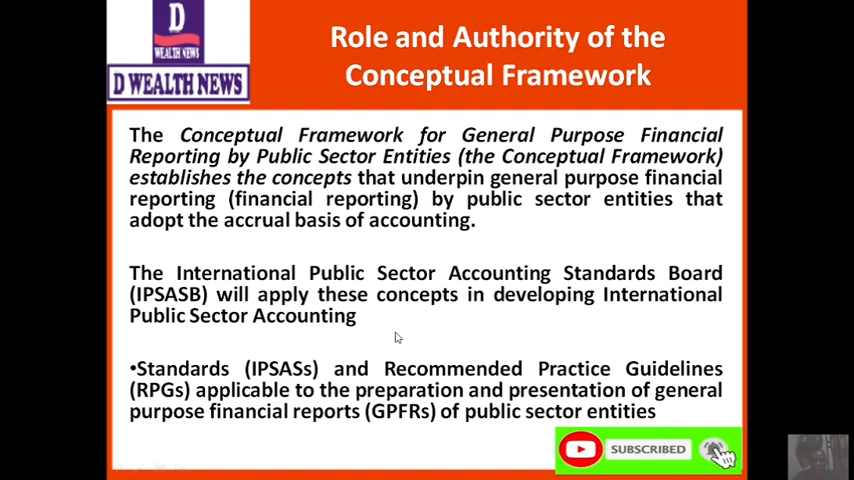 D
WEALTH NEWS
D WEALTH NEWS
Role and Authority of the
Conceptual Framework
The Conceptual Framework for General Purpose Financial
Reporting by Public Sector Entities (the Conceptual Framework)
establishes the concepts that underpin general purpose financial
reporting (financial reporting) by public sector entities that
adopt the accrual basis of accounting.
The International Public Sector Accounting Standards Board
(IPSASB) will apply these concepts in developing International
Public Sector Accounting
•Standards (IPSASs) and Recommended Practice Guidelines
(RPGs) applicable to the preparation and presentation of general
purpose financial reports (GPFRs) of public sector entities
SUBSCRIBED